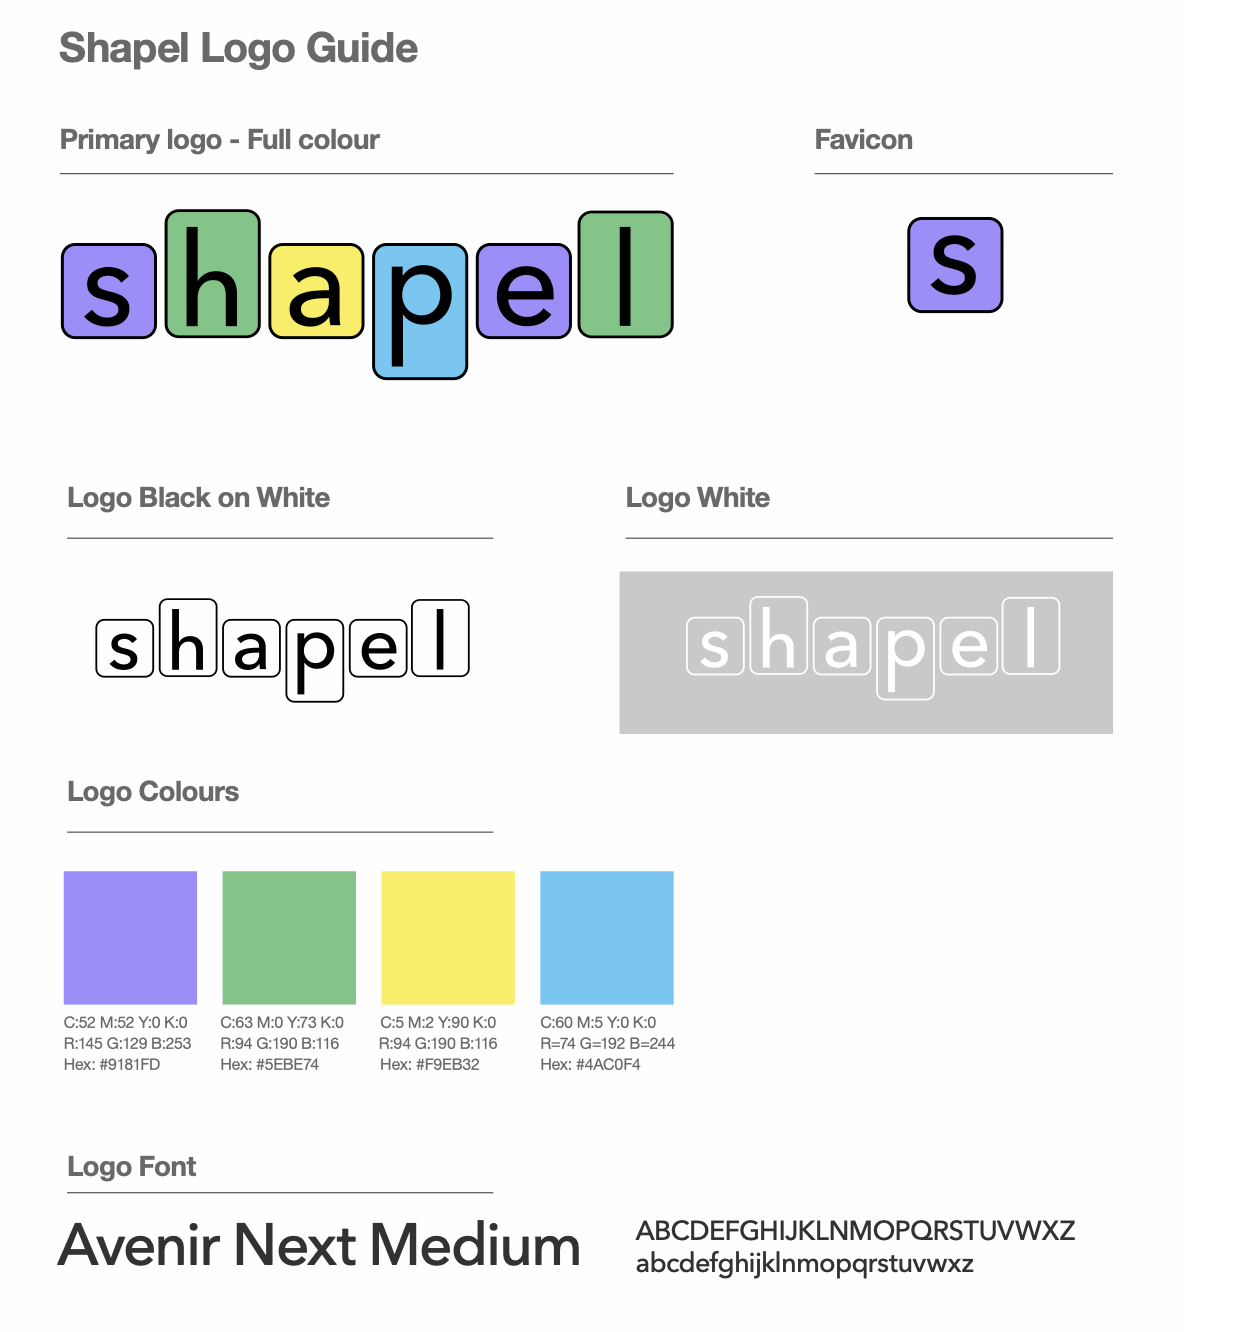 Shapel Logo Guide
Primary logo - Full colour
Favicon
shapel
s
Logo Black on White
Logo White
shapel
shapel
Logo Colours
C:52 M:52 Y:0 K:0
R:145 G:129 B:253
Hex: #9181FD
C:63 M:0 Y:73 K:0
R:94 G:190 B:116
Hex: #5EBE74
C:5 M:2 Y:90 K:0
R:94 G:190 B:116
Hex: #F9EB32
C:60 M:5 Y:0 K:0
R=74 G=192 B=244
Hex: #4AC0F4
Logo Font
Avenir Next Medium
ABCDEFGHIJKLNMOPQRSTUVWXZ
abcdefghijklnmopqrstuvwxz